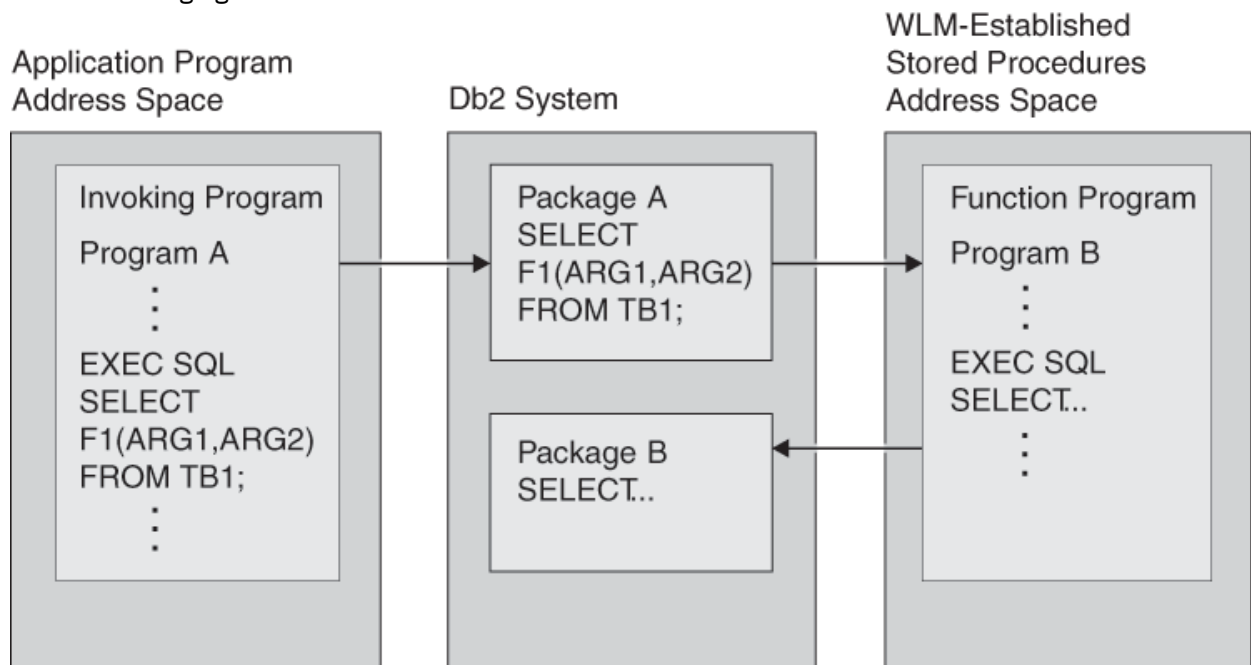 WLM-Established
Stored Procedures
Address Space
Application Program
Address Space
Db2 System
Invoking Program
Program A
EXEC SQL
SELECT
F1(ARG1,ARG2)
FROM TB1;
Package A
SELECT
F1(ARG1,ARG2)
FROM TB1;
Package B
SELECT...
Function Program
Program B
EXEC SQL
SELECT...